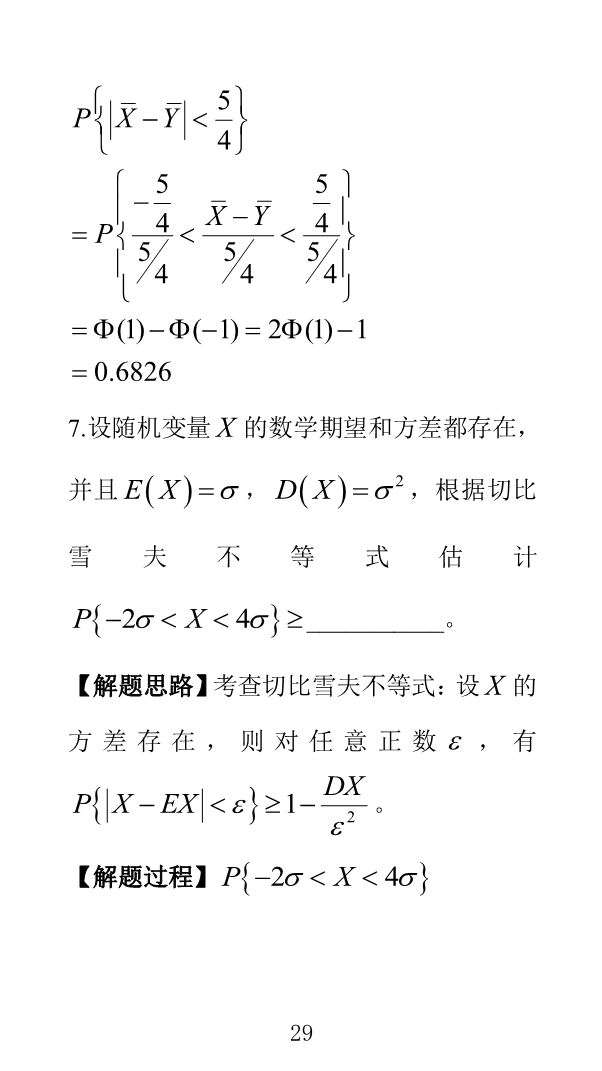 $P\left\{\left|\overline{X}-\overline{Y}\right|<\frac{5}{4}\right\}$
$=P\left\{\frac{-\frac{5}{4}}{5/4}<\frac{\overline{X}-\overline{Y}}{5/4}<\frac{\frac{5}{4}}{5/4}\right\}$
$=\Phi(1)-\Phi(-1)=2\Phi(1)-1$
$=0.6826$
7.设随机变量 $X$ 的数学期望和方差都存在，
并且 $E(X)=\sigma$ ， $D(X)=\sigma^2$ ，根据切比
雪夫不等式估计
$P\{-2\sigma<X<4\sigma\}\geq$___________。
【解题思路】考查切比雪夫不等式：设 $X$ 的
方差存在，则对任意正数 $\varepsilon$ ，有
$P\{|X-EX|<\varepsilon\}\geq 1-\frac{DX}{\varepsilon^2}$ 。
【解题过程】 $P\{-2\sigma<X<4\sigma\}$
29